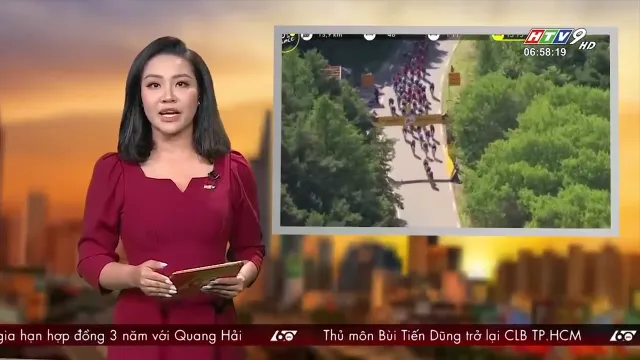 HTV9 HD
06:58:19
gia hạn hợp đồng 3 năm với Quang Hải
Thủ môn Bùi Tiến Dũng trở lại CLB TP.HCM